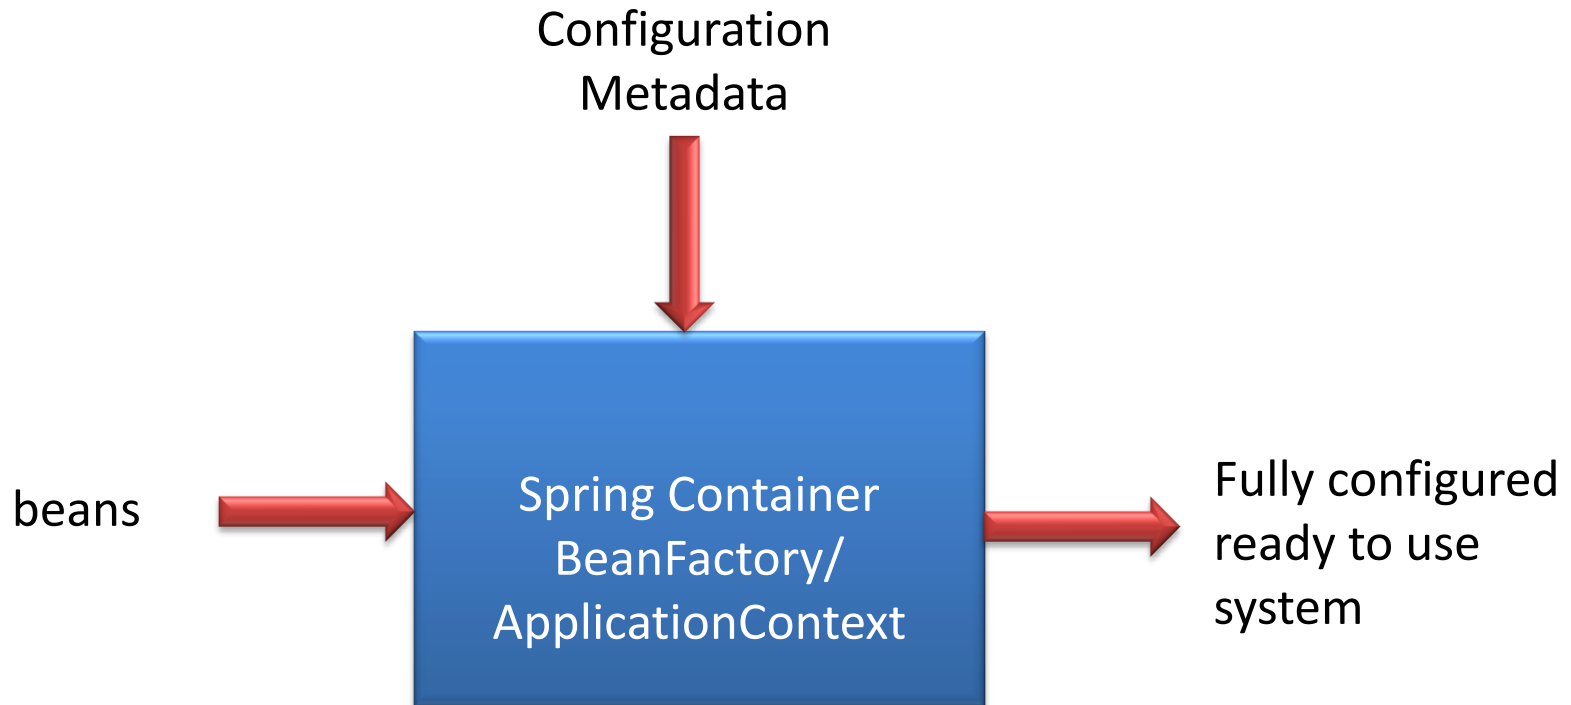 Configuration
Metadata
beans
Spring Container
BeanFactory/
ApplicationContext
Fully configured
ready to use
system